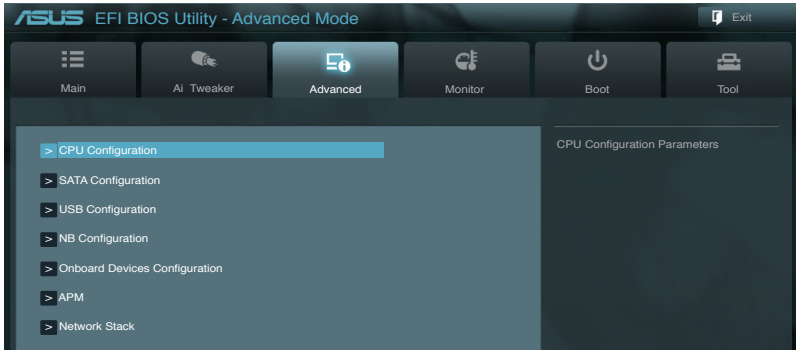 ASUS EFI BIOS Utility - Advanced Mode
Exit
Main
Ai Tweaker
Advanced
Monitor
Boot
Tool
> CPU Configuration
> SATA Configuration
> USB Configuration
> NB Configuration
> Onboard Devices Configuration
> APM
> Network Stack
CPU Configuration Parameters